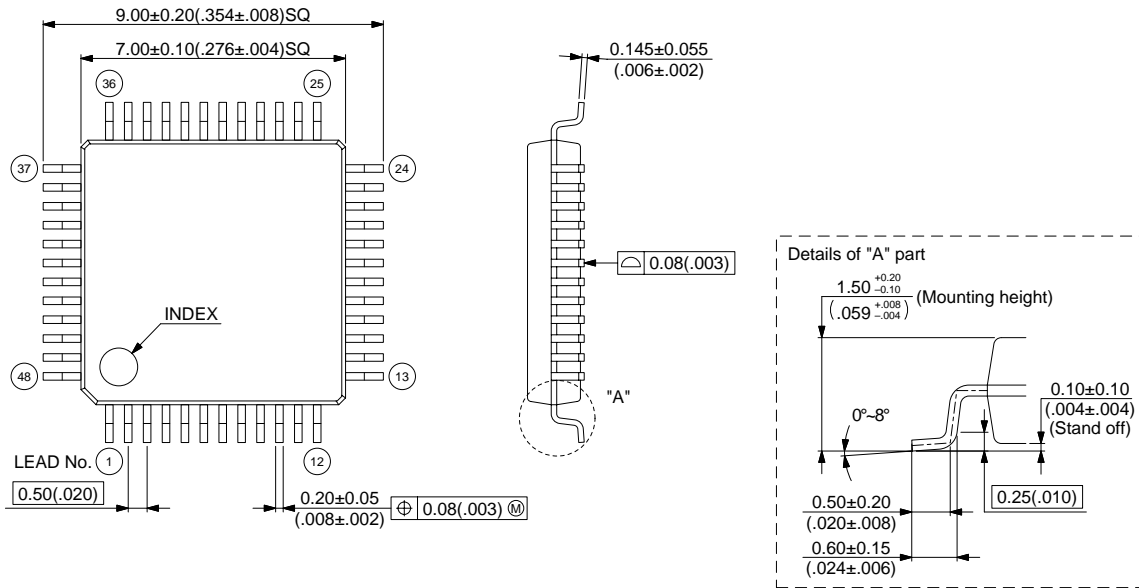 9.00±0.20(.354±.008)SQ
7.00±0.10(.276±.004)SQ
0.145±0.055
(.006±.002)
36
25
37
24
0.08(.003)
INDEX
48
13
"A"
LEAD No.
1
12
0.50(.020)
0.20±0.05
(.008±.002)
0.08(.003) Ⓜ
Details of "A" part
1.50 +0.20 –0.10 (Mounting height)
(.059 +.008 –.004)
0°~8°
0.10±0.10
(.004±.004)
(Stand off)
0.25(.010)
0.50±0.20
(.020±.008)
0.60±0.15
(.024±.006)